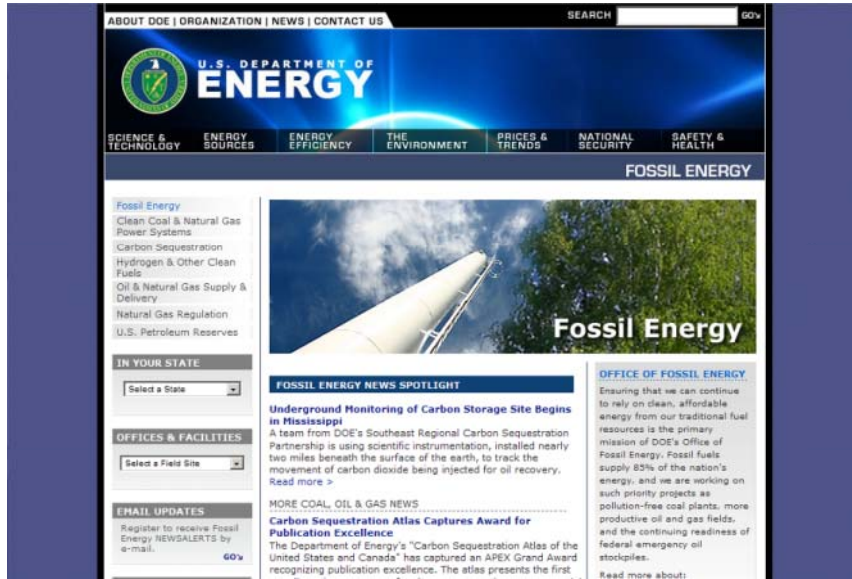 ABOUT DOE | ORGANIZATION | NEWS | CONTACT US
SEARCH
GO
U.S. DEPARTMENT OF
ENERGY
SCIENCE & TECHNOLOGY
ENERGY SOURCES
ENERGY EFFICIENCY
THE ENVIRONMENT
PRICES & TRENDS
NATIONAL SECURITY
SAFETY & HEALTH
FOSSIL ENERGY
Fossil Energy
Clean Coal & Natural Gas
Power Systems
Carbon Sequestration
Hydrogen & Other Clean
Fuels
Oil & Natural Gas Supply &
Delivery
Natural Gas Regulation
U.S. Petroleum Reserves
IN YOUR STATE
Select a State
OFFICES & FACILITIES
Select a Field Site
EMAIL UPDATES
Register to receive Fossil
Energy NEWSALERTS by
e-mail.
GO
Fossil Energy
FOSSIL ENERGY NEWS SPOTLIGHT
Underground Monitoring of Carbon Storage Site Begins
in Mississippi
A team from DOE's Southeast Regional Carbon Sequestration
Partnership is using scientific instrumentation, installed nearly
two miles beneath the surface of the earth, to track the
movement of carbon dioxide being injected for oil recovery.
Read more >
MORE COAL, OIL & GAS NEWS
Carbon Sequestration Atlas Captures Award for
Publication Excellence
The Department of Energy's "Carbon Sequestration Atlas of the
United States and Canada" has captured an APEX Grand Award
recognizing publication excellence. The atlas presents the first
OFFICE OF FOSSIL ENERGY
Ensuring that we can continue
to rely on clean, affordable
energy from our traditional fuel
resources is the primary
mission of DOE's Office of
Fossil Energy. Fossil fuels
supply 85% of the nation's
energy, and we are working on
such priority projects as
pollution-free coal plants, more
productive oil and gas fields,
and the continuing readiness of
federal emergency oil
stockpiles.
Read more about: